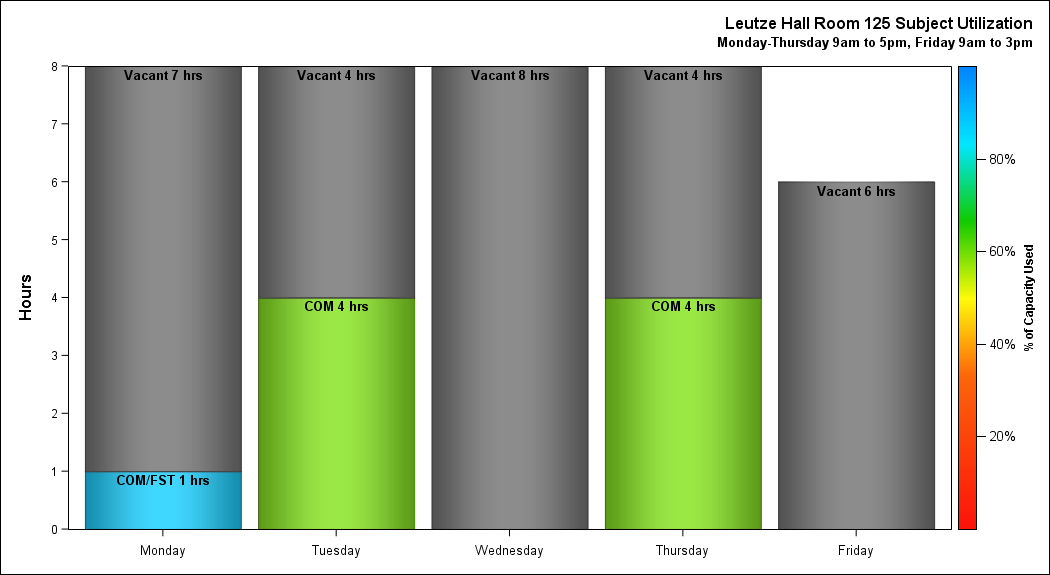 Leutze Hall Room 125 Subject Utilization
Monday-Thursday 9am to 5pm, Friday 9am to 3pm
Hours
8
7
6
5
4
3
2
1
0
Vacant 7 hrs
COM/FST 1 hrs
Vacant 4 hrs
COM 4 hrs
Vacant 8 hrs
Vacant 4 hrs
COM 4 hrs
Vacant 6 hrs
Monday
Tuesday
Wednesday
Thursday
Friday
80%
60%
40%
20%
% of Capacity Used